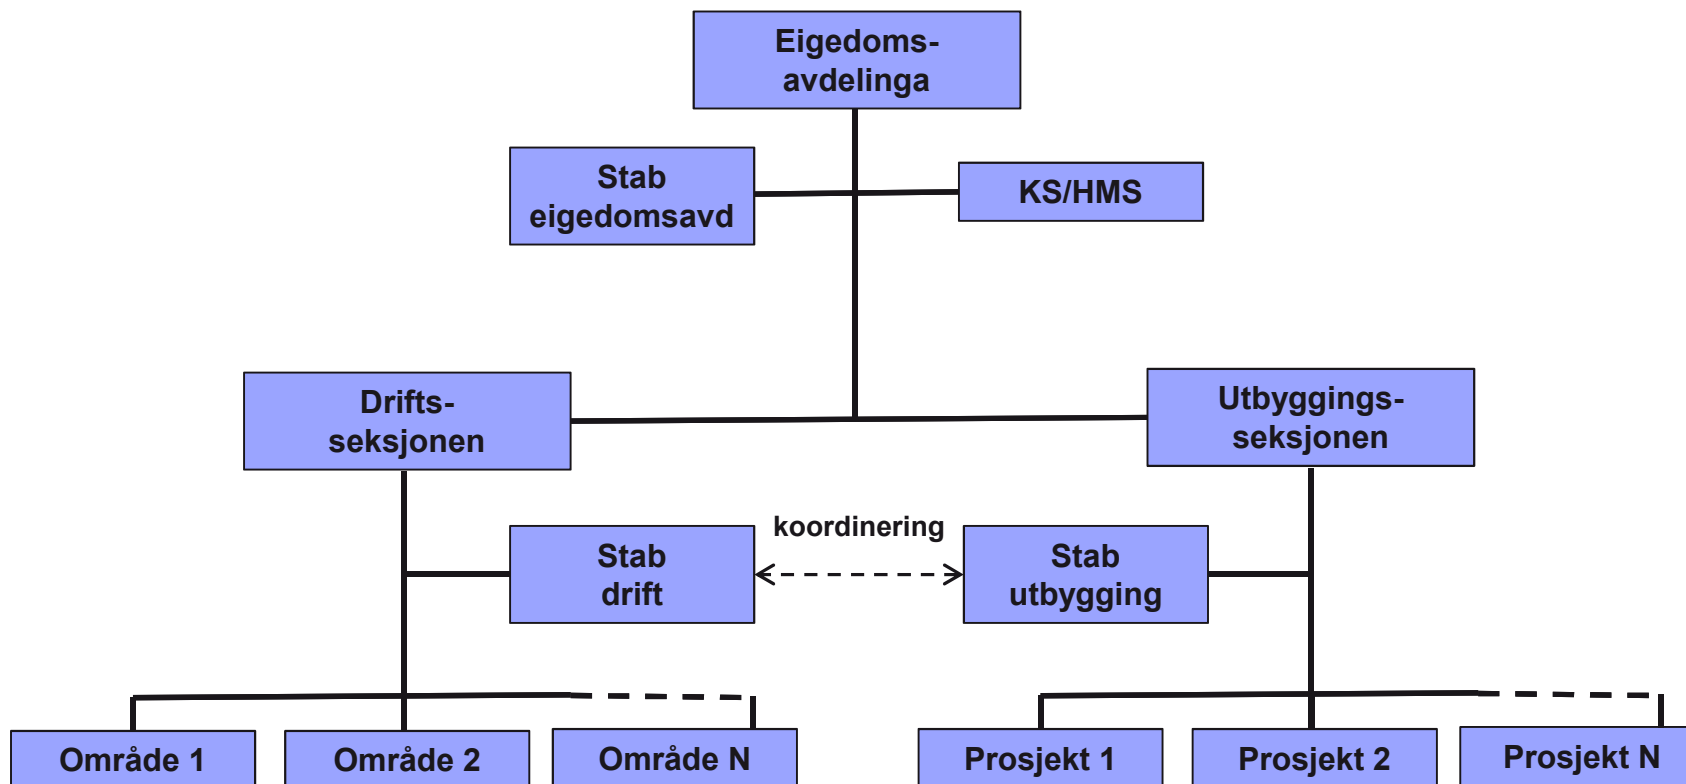 Eigedoms-
avdelinga
Stab
eigedomsavd
KS/HMS
Drifts-
seksjonen
Utbyggings-
seksjonen
koordinering
Stab
drift
Stab
utbygging
Område 1
Område 2
Område N
Prosjekt 1
Prosjekt 2
Prosjekt N